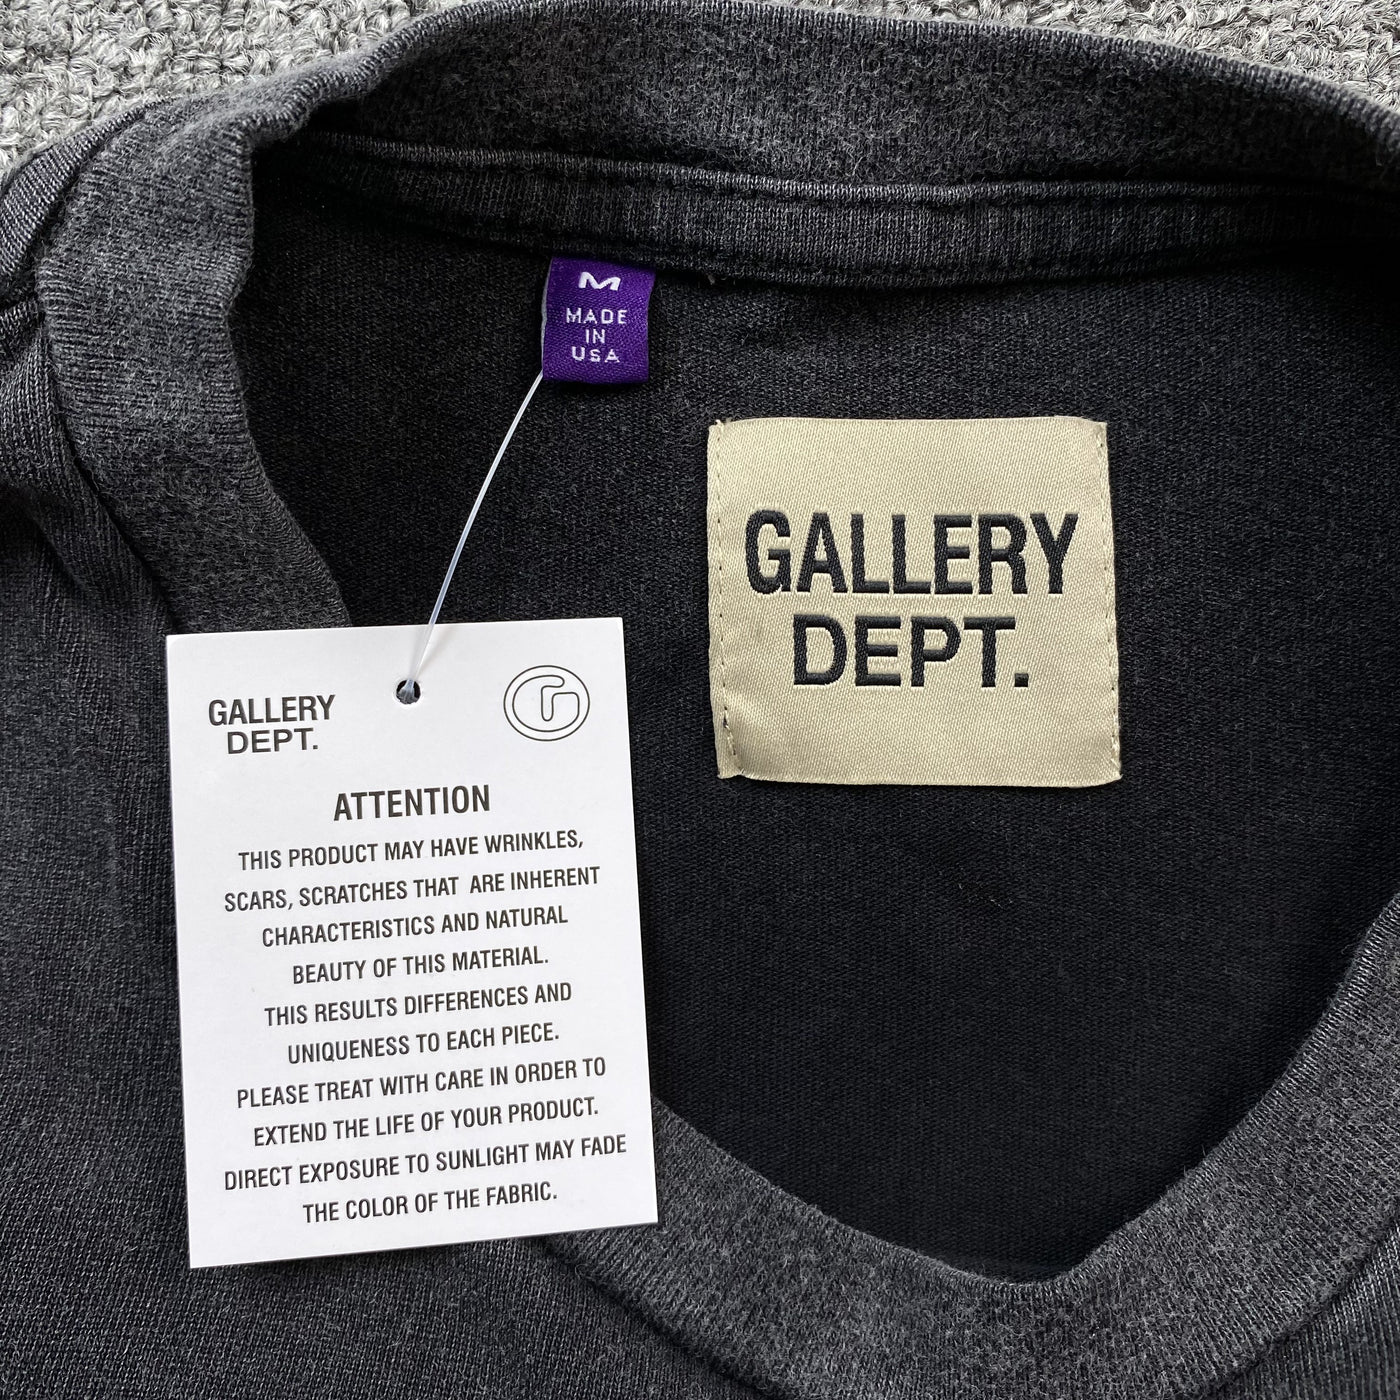 M
MADE
IN
USA
GALLERY
DEPT.
GALLERY
DEPT.
ATTENTION
THIS PRODUCT MAY HAVE WRINKLES,
SCARS, SCRATCHES THAT ARE INHERENT
CHARACTERISTICS AND NATURAL
BEAUTY OF THIS MATERIAL.
THIS RESULTS DIFFERENCES AND
UNIQUENESS TO EACH PIECE.
PLEASE TREAT WITH CARE IN ORDER TO
EXTEND THE LIFE OF YOUR PRODUCT.
DIRECT EXPOSURE TO SUNLIGHT MAY FADE
THE COLOR OF THE FABRIC.